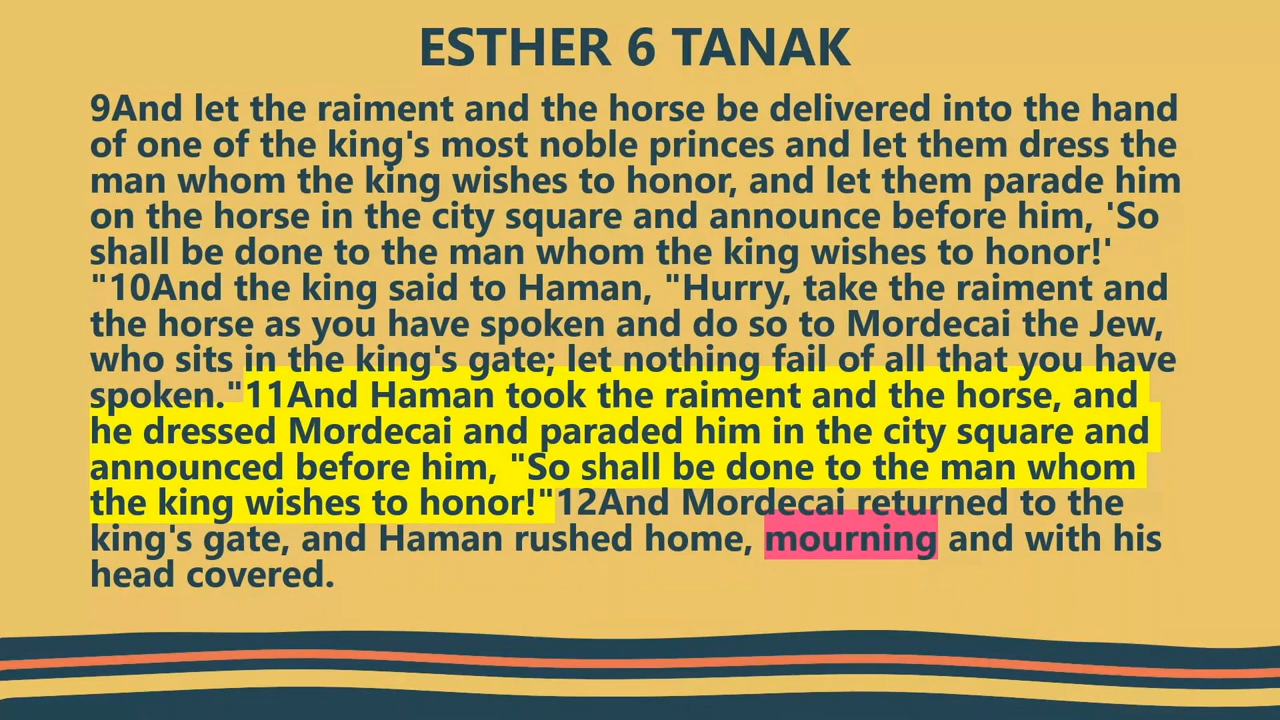 ESTHER 6 TANAK
9And let the raiment and the horse be delivered into the hand
of one of the king's most noble princes and let them dress the
man whom the king wishes to honor, and let them parade him
on the horse in the city square and announce before him, 'So
shall be done to the man whom the king wishes to honor!'
"10And the king said to Haman, "Hurry, take the raiment and
the horse as you have spoken and do so to Mordecai the Jew,
who sits in the king's gate; let nothing fail of all that you have
spoken."11And Haman took the raiment and the horse, and
he dressed Mordecai and paraded him in the city square and
announced before him, "So shall be done to the man whom
the king wishes to honor!"12And Mordecai returned to the
king's gate, and Haman rushed home, mourning and with his
head covered.